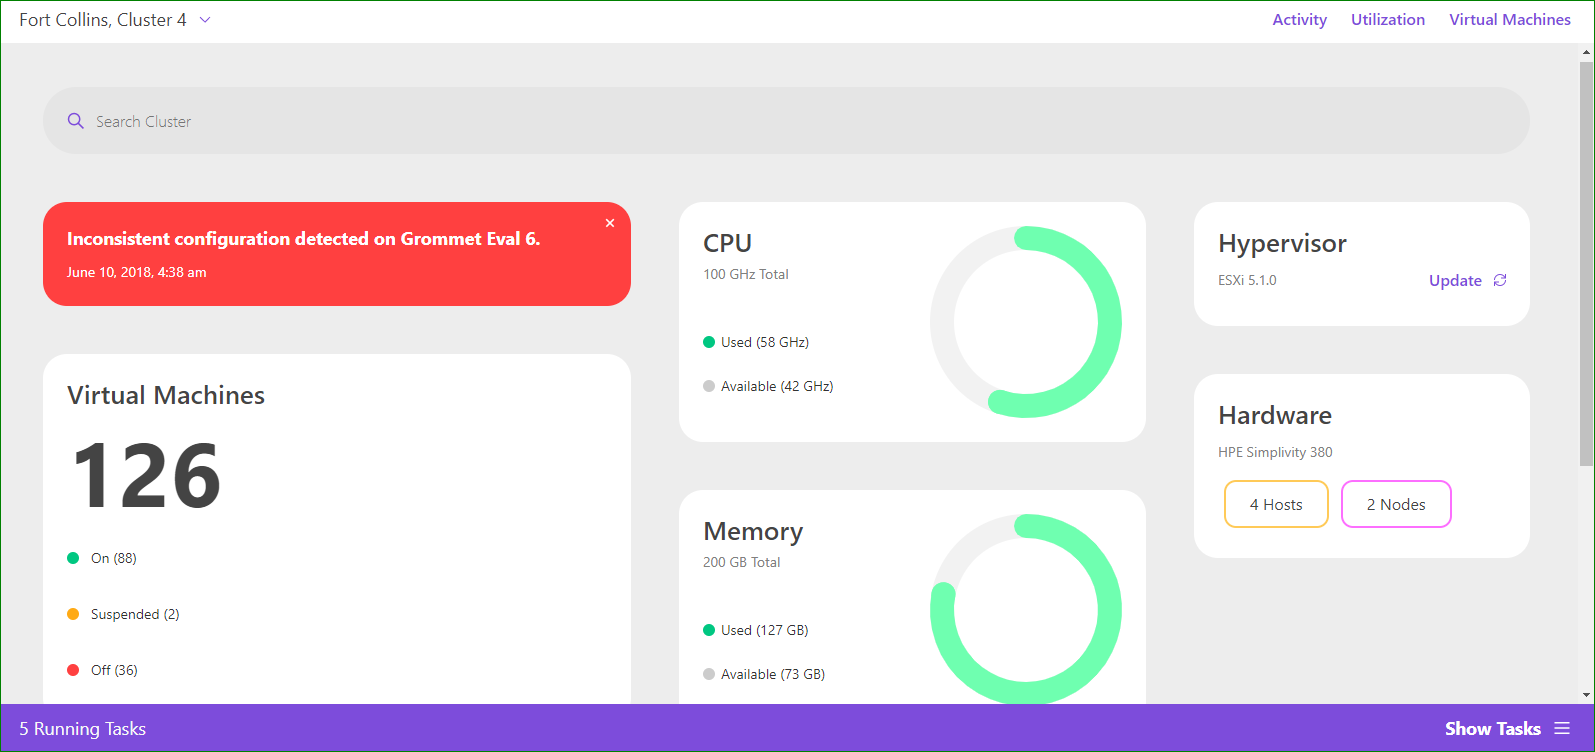 Fort Collins, Cluster 4
Activity Utilization Virtual Machines
Search Cluster
Inconsistent configuration detected on Grommet Eval 6.
June 10, 2018, 4:38 am
Virtual Machines
126
On (88)
Suspended (2)
Off (36)
CPU
100 GHz Total
Used (58 GHz)
Available (42 GHz)
Memory
200 GB Total
Used (127 GB)
Available (73 GB)
Hypervisor
ESXi 5.1.0
Update
Hardware
HPE Simplivity 380
4 Hosts
2 Nodes
5 Running Tasks
Show Tasks